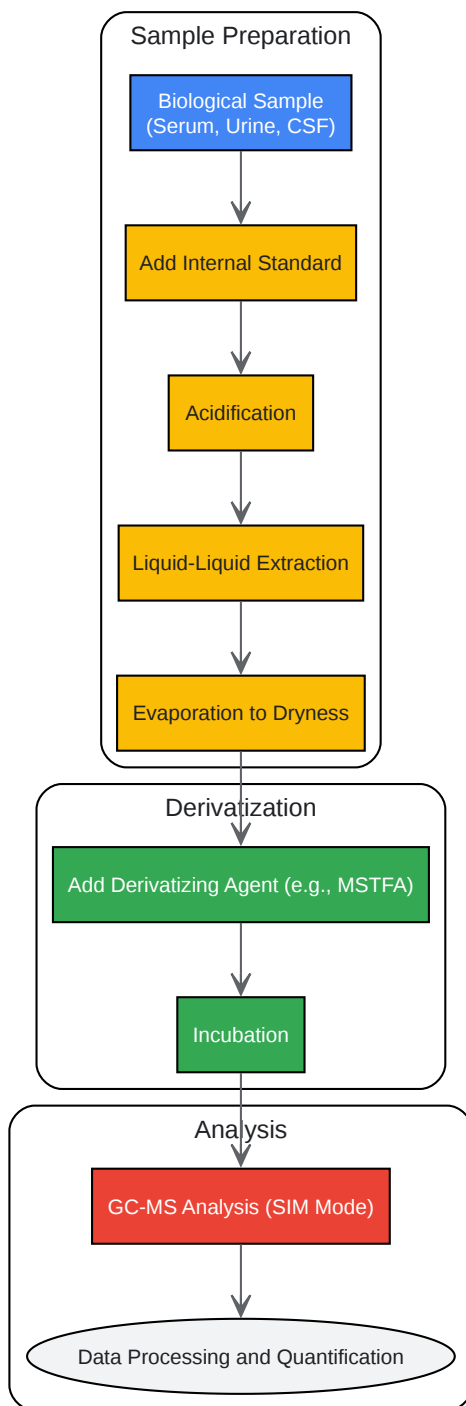 Sample Preparation
Biological Sample
(Serum, Urine, CSF)
Add Internal Standard
Acidification
Liquid-Liquid Extraction
Evaporation to Dryness
Derivatization
Add Derivatizing Agent (e.g., MSTFA)
Incubation
Analysis
GC-MS Analysis (SIM Mode)
Data Processing and Quantification